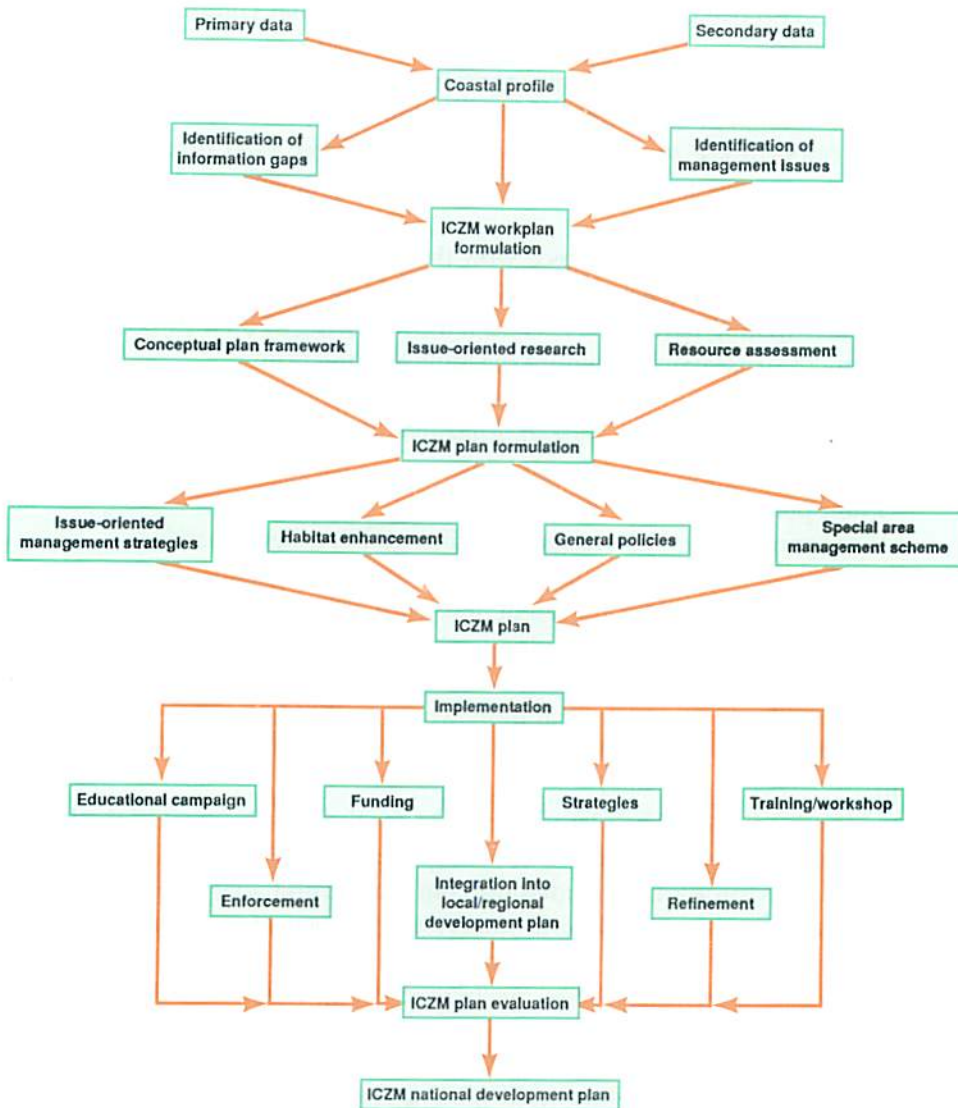 Primary data
Secondary data
Coastal profile
Identification of
information gaps
Identification of
management issues
ICZM workplan
formulation
Conceptual plan framework
Issue-oriented research
Resource assessment
ICZM plan formulation
Issue-oriented
management strategies
Habitat enhancement
General policies
Special area
management scheme
ICZM plan
Implementation
Educational campaign
Funding
Strategies
Training/workshop
Enforcement
Integration into
local/regional
development plan
Refinement
ICZM plan evaluation
ICZM national development plan